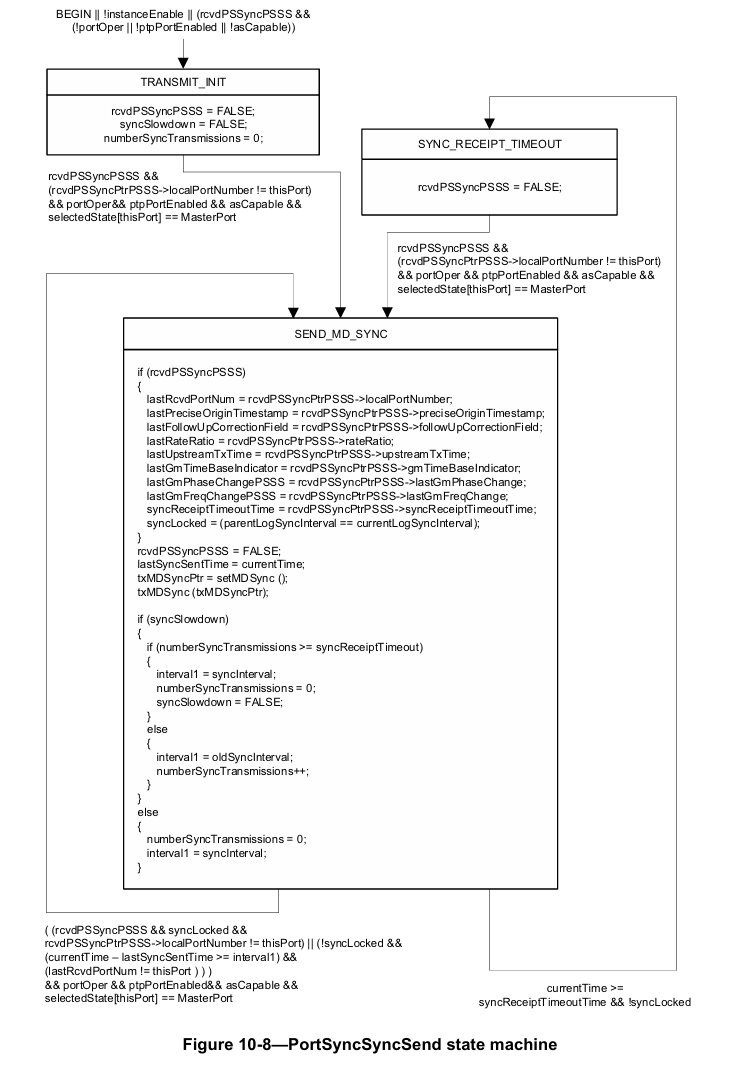 BEGIN || !instanceEnable || (rcvdPSSyncPSSS &&
(!portOper || !ptpPortEnabled || !asCapable))
TRANSMIT_INIT
rcvdPSSyncPSSS = FALSE;
syncSlowdown = FALSE;
numberSyncTransmissions = 0;
SYNC_RECEIPT_TIMEOUT
rcvdPSSyncPSSS = FALSE;
rcvdPSSyncPSSS &&
(rcvdPSSyncPtrPSSS->localPortNumber != thisPort)
&& portOper&& ptpPortEnabled && asCapable &&
selectedState[thisPort] == MasterPort
rcvdPSSyncPSSS &&
(rcvdPSSyncPtrPSSS->localPortNumber != thisPort)
&& portOper && ptpPortEnabled && asCapable &&
selectedState[thisPort] == MasterPort
SEND_MD_SYNC
if (rcvdPSSyncPSSS)
{
lastRcvdPortNum = rcvdPSSyncPtrPSSS->localPortNumber;
lastPreciseOriginTimestamp = rcvdPSSyncPtrPSSS->preciseOriginTimestamp;
lastFollowUpCorrectionField = rcvdPSSyncPtrPSSS->followUpCorrectionField;
lastRateRatio = rcvdPSSyncPtrPSSS->rateRatio;
lastUpstreamTxTime = rcvdPSSyncPtrPSSS->upstreamTxTime;
lastGmTimeBaseIndicator = rcvdPSSyncPtrPSSS->gmTimeBaseIndicator;
lastGmPhaseChangePSSS = rcvdPSSyncPtrPSSS->lastGmPhaseChange;
lastGmFreqChangePSSS = rcvdPSSyncPtrPSSS->lastGmFreqChange;
syncReceiptTimeoutTime = rcvdPSSyncPtrPSSS->syncReceiptTimeoutTime;
syncLocked = (parentLogSyncInterval == currentLogSyncInterval);
}
rcvdPSSyncPSSS = FALSE;
lastSyncSentTime = currentTime;
txMDSyncPtr = setMDSync ();
txMDSync (txMDSyncPtr);
if (syncSlowdown)
{
if (numberSyncTransmissions >= syncReceiptTimeout)
{
interval1 = syncInterval;
numberSyncTransmissions = 0;
syncSlowdown = FALSE;
}
else
{
interval1 = oldSyncInterval;
numberSyncTransmissions++;
}
}
else
{
numberSyncTransmissions = 0;
interval1 = syncInterval;
}
( (rcvdPSSyncPSSS && syncLocked &&
rcvdPSSyncPtrPSSS->localPortNumber != thisPort) || (!syncLocked &&
(currentTime – lastSyncSentTime >= interval1) &&
(lastRcvdPortNum != thisPort ) ) )
&& portOper && ptpPortEnabled&& asCapable &&
selectedState[thisPort] == MasterPort
currentTime >=
syncReceiptTimeoutTime && !syncLocked
Figure 10-8—PortSyncSyncSend state machine